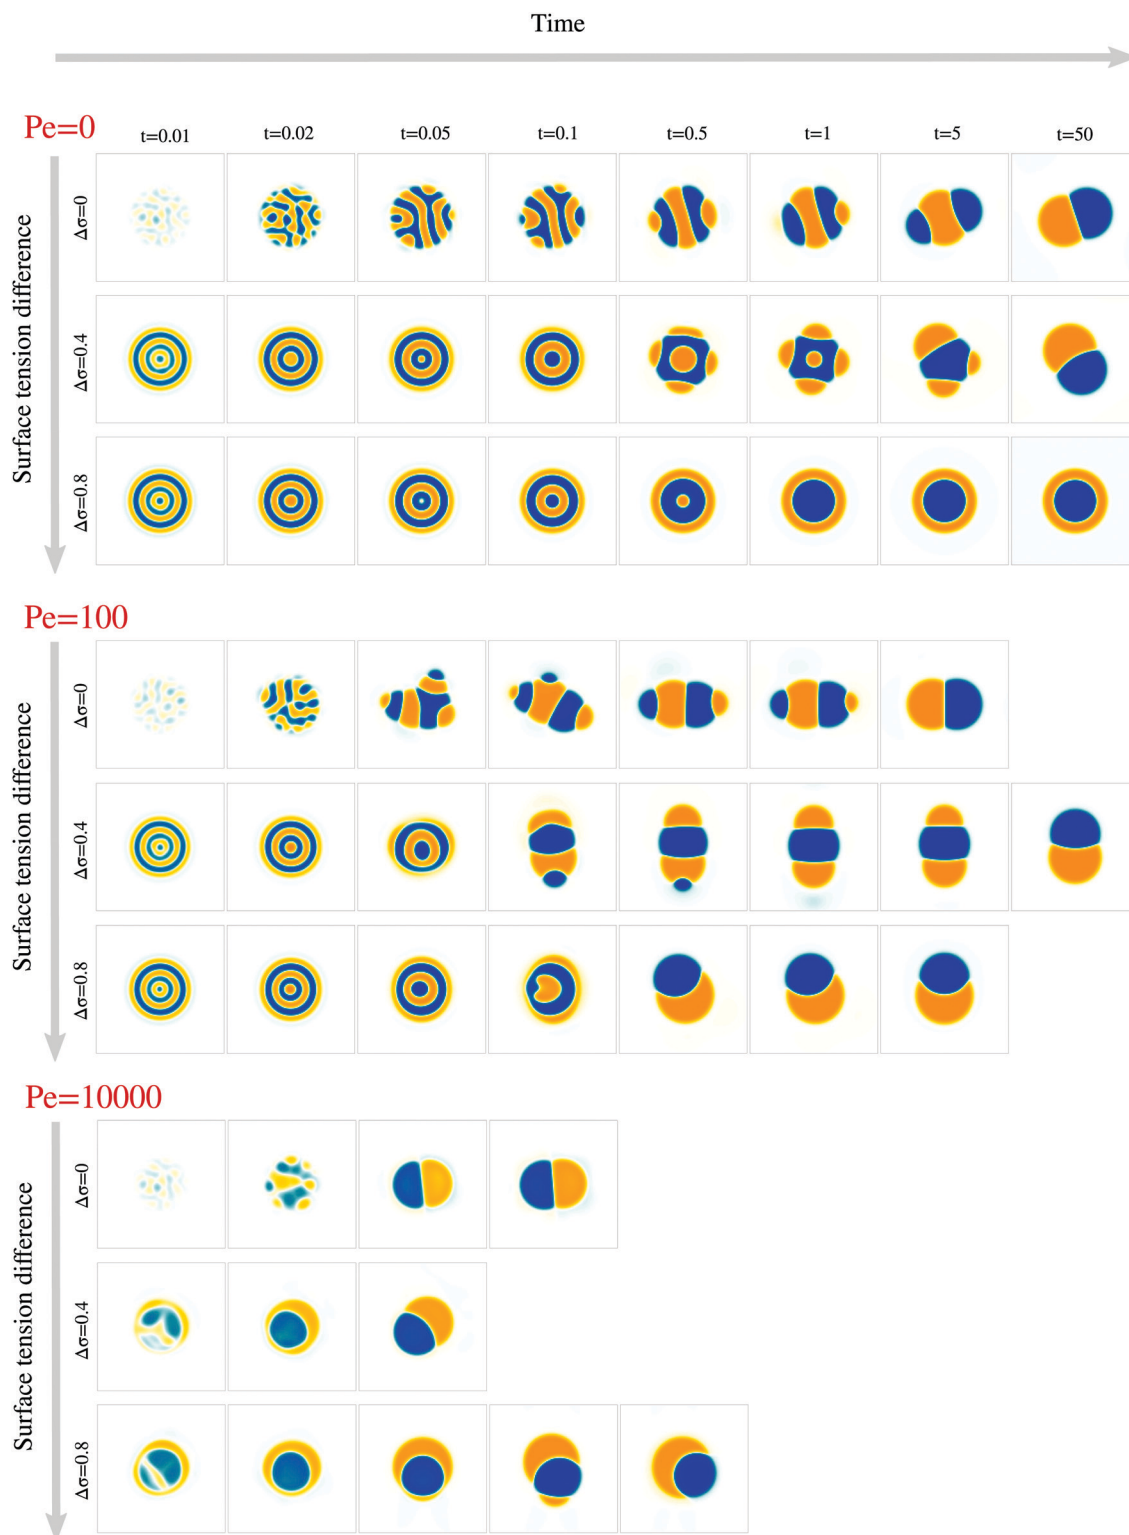 Time
Pe=0
t=0.01 t=0.02 t=0.05 t=0.1 t=0.5 t=1 t=5 t=50
Surface tension difference
Δσ=0
Δσ=0.4
Δσ=0.8
Pe=100
Surface tension difference
Δσ=0
Δσ=0.4
Δσ=0.8
Pe=10000
Surface tension difference
Δσ=0
Δσ=0.4
Δσ=0.8